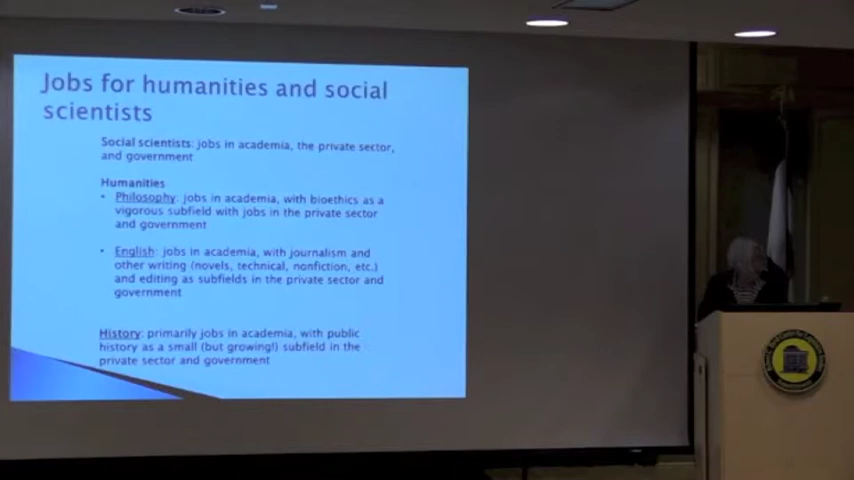 Jobs for humanities and social
scientists
Social scientists: jobs in academia, the private sector,
and government
Humanities
• Philosophy: jobs in academia, with bioethics as a
vigorous subfield with jobs in the private sector
and government
• English: jobs in academia, with journalism and
other writing (novels, technical, nonfiction, etc.)
and editing as subfields in the private sector and
government
History: primarily jobs in academia, with public
history as a small (but growing!) subfield in the
private sector and government